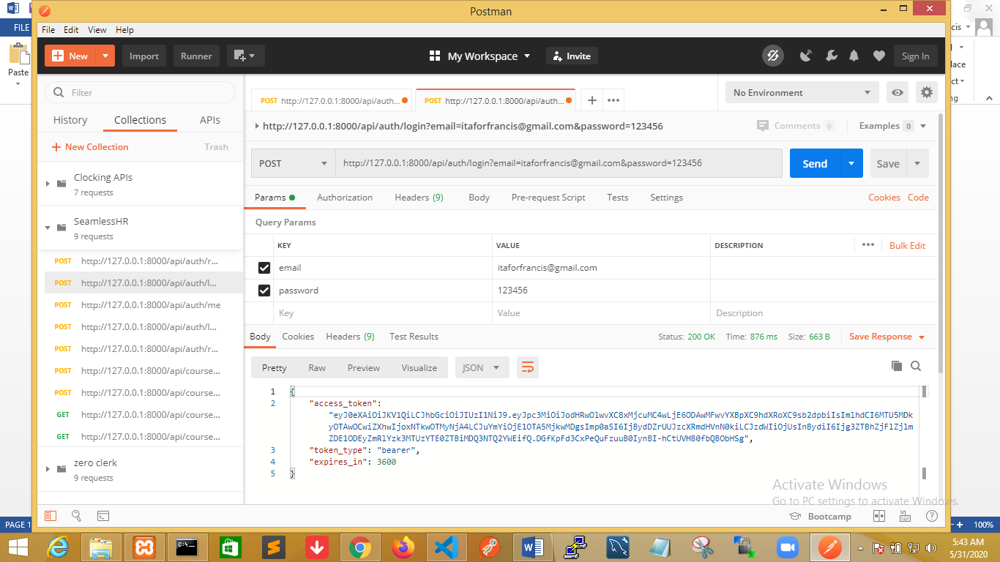 Postman
FILE
cis
Paste
lace
ct
ng
File Edit View Help
New Import Runner My Workspace Invite Sign In
Filter
History Collections APIs
+ New Collection Trash
Clocking APIs
7 requests
SeamlessHR
9 requests
POST http://127.0.0.1:8000/api/auth/r...
POST http://127.0.0.1:8000/api/auth/l...
POST http://127.0.0.1:8000/api/auth/me
POST http://127.0.0.1:8000/api/auth/l...
POST http://127.0.0.1:8000/api/auth/r...
POST http://127.0.0.1:8000/api/course...
POST http://127.0.0.1:8000/api/course...
GET http://127.0.0.1:8000/api/course...
GET http://127.0.0.1:8000/api/course...
zero clerk
9 requests
POST http://127.0.0.1:8000/api/auth... POST http://127.0.0.1:8000/api/auth... + ••• No Environment
http://127.0.0.1:8000/api/auth/login?email=itaforfrancis@gmail.com&password=123456 Comments 0 Examples 0
POST http://127.0.0.1:8000/api/auth/login?email=itaforfrancis@gmail.com&password=123456 Send Save
Params Authorization Headers (9) Body Pre-request Script Tests Settings Cookies Code
Query Params
KEY VALUE DESCRIPTION ••• Bulk Edit
email itaforfrancis@gmail.com
password 123456
Key Value Description
Body Cookies Headers (9) Test Results Status: 200 OK Time: 876 ms Size: 663 B Save Response
Pretty Raw Preview Visualize JSON
1 {
2 "access_token":
3 "token_type": "bearer",
4 "expires_in": 3600
5 }
Activate Windows
Go to PC settings to activate Windows.
Bootcamp
PAGE 1 100%
5:43 AM
5/31/2020